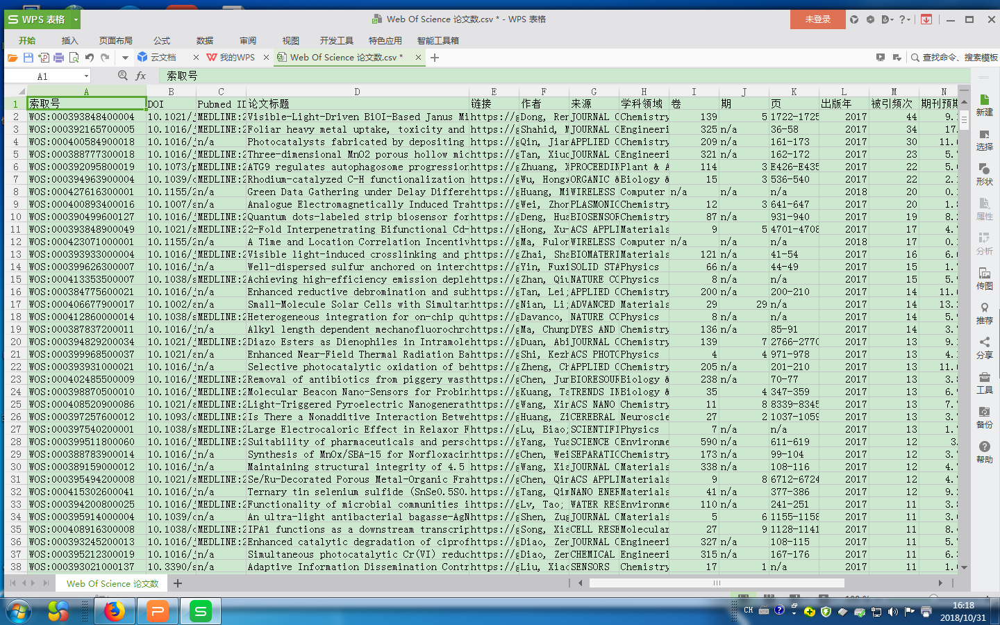 WPS 表格
Web Of Science 论文数.csv * - WPS 表格
未登录
开始 插入 页面布局 公式 数据 审阅 视图 开发工具 特色应用 智能工具箱
云文档 × 我的WPS × Web Of Science 论文数.csv * × +
查找命令、搜索模板
A1 fx 索取号
A B C D E F G H I J K L M N
1 索取号 DOI Pubmed ID 论文标题 链接 作者 来源 学科领域 卷 期 页 出版年 被引频次 期刊预期
2 WOS:000393848400004 10.1021/ MEDLINE:2 Visible-Light-Driven BiOI-Based Janus Mi https://g Dong, Rer JOURNAL O Chemistry 139 5 1722-1725 2017 44 9.
3 WOS:000392165700005 10.1016/j MEDLINE:2 Foliar heavy metal uptake, toxicity and https://g Shahid, M JOURNAL O Engineeri 325 n/a 36-58 2017 34 17.
4 WOS:000400584900018 10.1016/j n/a Photocatalysts fabricated by depositing https://g Qin, Jiar APPLIED C Chemistry 209 n/a 161-173 2017 30 11.
5 WOS:000388777300018 10.1016/j MEDLINE:2 Three-dimensional MnO2 porous hollow mic https://g Tan, Xiuc JOURNAL O Engineeri 321 n/a 162-172 2017 23 5.
6 WOS:000392095800019 10.1073/p MEDLINE:2 ATG9 regulates autophagosome progression https://g Zhuang, X PROCEEDIN Plant & A 114 3 E426-E435 2017 22 5.
7 WOS:000394963900004 10.1039/c MEDLINE:2 Rhodium-catalyzed C-H functionalization https://g Wu, Hongx ORGANIC & Biology & 15 3 536-540 2017 22 2.
8 WOS:000427616300001 10.1155/2 n/a Green Data Gathering under Delay Differe https://g Huang, Mi WIRELESS Computer n/a n/a n/a 2018 20 0.
9 WOS:000400893400016 10.1007/s n/a Analogue Electromagnetically Induced Tra https://g Wei, Zhor PLASMONIC Chemistry 12 3 641-647 2017 20 1.
10 WOS:000390499600127 10.1016/j MEDLINE:2 Quantum dots-labeled strip biosensor for https://g Deng, Hua BIOSENSOR Chemistry 87 n/a 931-940 2017 19 8.
11 WOS:000393848900049 10.1021/a MEDLINE:2 2-Fold Interpenetrating Bifunctional Cd- https://g Hong, Xu- ACS APPLI Materials 9 5 4701-4708 2017 17 4.
12 WOS:000423071000001 10.1155/2 n/a A Time and Location Correlation Incentiv https://g Ma, Fulor WIRELESS Computer n/a n/a n/a 2018 17 0.
13 WOS:000393933000004 10.1016/j MEDLINE:2 Visible light-induced crosslinking and p https://g Zhai, Sha BIOMATERI Materials 121 n/a 41-54 2017 16 6.
14 WOS:000399626300007 10.1016/j n/a Well-dispersed sulfur anchored on interc https://g Yin, Fuxi SOLID STA Physics 66 n/a 44-49 2017 15 1.
15 WOS:000413353500007 10.1038/s MEDLINE:2 Achieving high-efficiency emission deple https://g Zhan, Qiu NATURE CO Physics 8 n/a n/a 2017 15 5.
16 WOS:000384775600021 10.1016/j n/a Enhanced reductive debromination and sub https://g Tan, Lei; APPLIED C Chemistry 200 n/a 200-210 2017 14 11.
17 WOS:000406677900017 10.1002/a n/a Small-Molecule Solar Cells with Simultar https://g Nian, Li; ADVANCED Materials 29 29 n/a 2017 14 13.
18 WOS:000412860000014 10.1038/s MEDLINE:2 Heterogeneous integration for on-chip qu https://g Davanco, NATURE CO Physics 8 n/a n/a 2017 14 5.
19 WOS:000387837200011 10.1016/j n/a Alkyl length dependent mechanofluorochro https://g Ma, Chunp DYES AND Chemistry 136 n/a 85-91 2017 14 3.
20 WOS:000394829200034 10.1021/j MEDLINE:2 Diazo Esters as Dienophiles in Intramole https://g Duan, Abi JOURNAL O Chemistry 139 7 2766-2770 2017 13 9.
21 WOS:000399968500037 10.1021/a n/a Enhanced Near-Field Thermal Radiation Ba https://g Shi, Kezh ACS PHOTO Physics 4 4 971-978 2017 13 4.
22 WOS:000393931000021 10.1016/j n/a Selective photocatalytic oxidation of be https://g Zheng, Ch APPLIED C Chemistry 205 n/a 201-210 2017 13 11.
23 WOS:000402485500009 10.1016/j MEDLINE:2 Removal of antibiotics from piggery wast https://g Chen, Jur BIORESOUR Biology & 238 n/a 70-77 2017 13 3.
24 WOS:000398870500010 10.1016/j MEDLINE:2 Molecular Beacon Nano-Sensors for Probin https://g Kuang, Ta TRENDS IN Biology & 35 4 347-359 2017 13 6.
25 WOS:000408520900086 10.1021/a MEDLINE:2 Light-Triggered Pyroelectric Nanogenerat https://g Wang, Xir ACS NANO Chemistry 11 8 8339-8345 2017 13 7.
26 WOS:000397257600012 10.1093/c MEDLINE:2 Is There a Nonadditive Interaction Betwe https://g Huang, Zi CEREBRAL Neuroscie 27 2 1037-1059 2017 13 3.
27 WOS:000397540200001 10.1038/s MEDLINE:2 Large Electrocaloric Effect in Relaxor F https://g Lu, Biao; SCIENTIFI Physics 7 n/a n/a 2017 13 1.
28 WOS:000399511800060 10.1016/j MEDLINE:2 Suitability of pharmaceuticals and perso https://g Yang, Yua SCIENCE O Environme 590 n/a 611-619 2017 12 3.
29 WOS:000388783900014 10.1016/j n/a Synthesis of MnOx/SBA-15 for Norfloxacin https://g Chen, Wei SEPARATIO Chemistry 173 n/a 99-104 2017 12 3.
30 WOS:000389159000012 10.1016/j n/a Maintaining structural integrity of 4.5 https://g Wang, Xia JOURNAL O Materials 338 n/a 108-116 2017 12 4.
31 WOS:000395494200008 10.1021/a MEDLINE:2 Se/Ru-Decorated Porous Metal-Organic Fra https://g Chen, Qir ACS APPLI Materials 9 8 6712-6724 2017 12 4.
32 WOS:000415302600041 10.1016/j n/a Ternary tin selenium sulfide (SnSe0.5S0. https://g Tang, Qim NANO ENER Materials 41 n/a 377-386 2017 12 9.
33 WOS:000394200800025 10.1016/j MEDLINE:2 Functionality of microbial communities i https://g Lv, Tao; WATER RES Environme 110 n/a 241-251 2017 11 3.
34 WOS:000395914000004 10.1039/c n/a An ultra-light antibacterial bagasse-AgN https://g Shen, Zug JOURNAL O Materials 5 6 1155-1158 2017 11 3.
35 WOS:000408916300008 10.1038/c MEDLINE:2 IPA1 functions as a downstream transcrip https://g Song, Xia CELL RESE Molecular 27 9 1128-1141 2017 11 8.
36 WOS:000393245200013 10.1016/j MEDLINE:2 Enhanced catalytic degradation of cipro https://g Diao, Zer JOURNAL O Engineeri 327 n/a 108-115 2017 11 5.
37 WOS:000395212300019 10.1016/j n/a Simultaneous photocatalytic Cr(VI) reduc https://g Diao, Zer CHEMICAL Engineeri 315 n/a 167-176 2017 11 6.
38 WOS:000393021000137 10.3390/s n/a Adaptive Information Dissemination Contr https://g Liu, Xiac SENSORS Chemistry 17 1 n/a 2017 11 1.
新建
选择
形状
属性
分析
传图
推荐
分享
工具
备份
帮助
Web Of Science 论文数 +
CH
16:18
2018/10/31